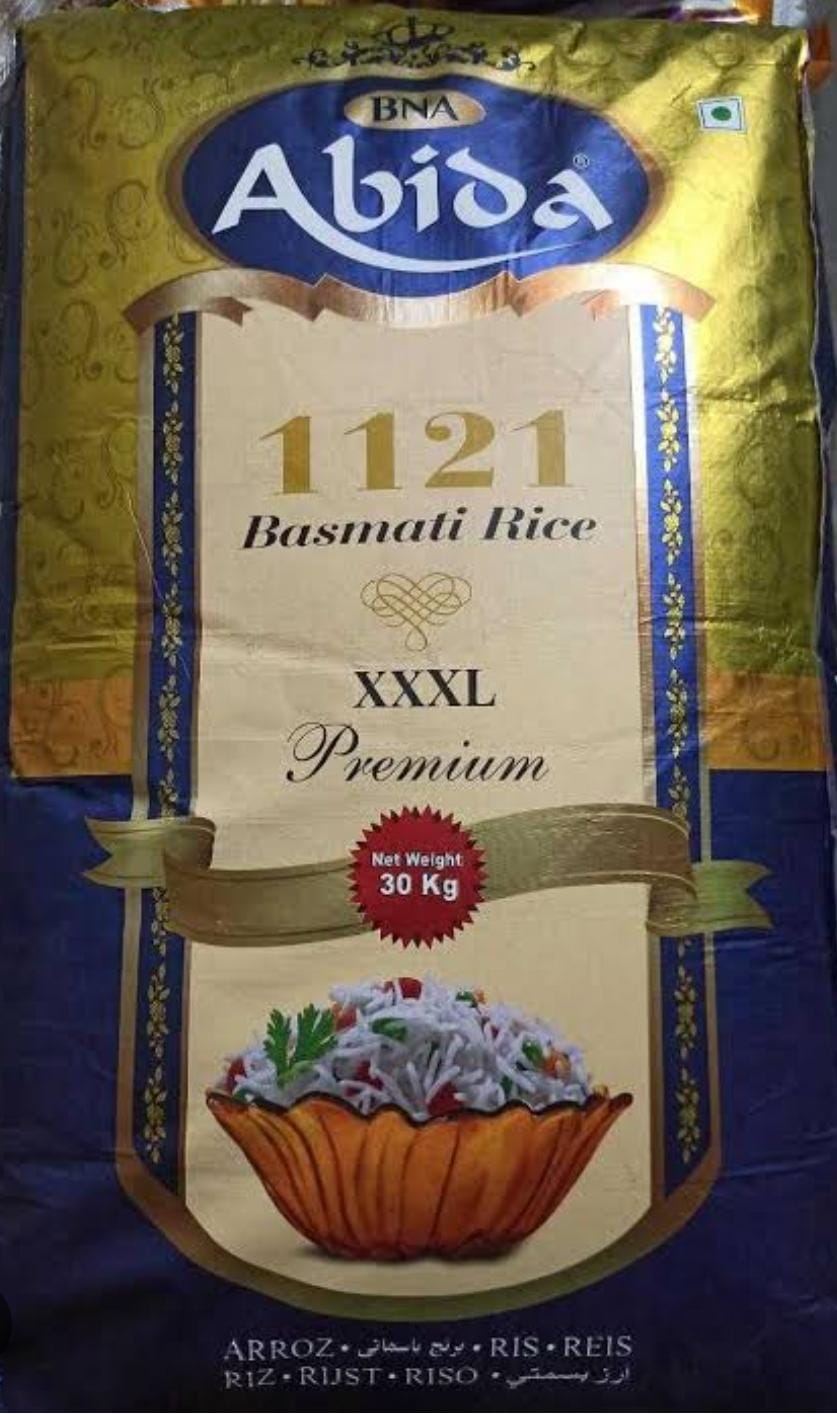 BNA
Abida®
1121
Basmati Rice
XXXL
Premium
Net Weight
30 Kg
ARROZ • برنج باسماتی • RIS • REIS
RIZ • RIJST • RISO • ارز بسمتي